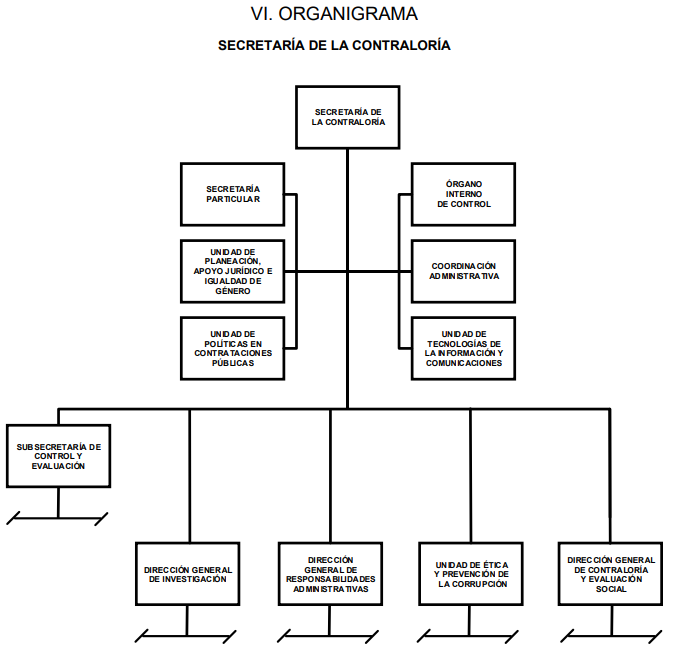 VI. ORGANIGRAMA
SECRETARÍA DE LA CONTRALORÍA
SECRETARÍA DE
LA CONTRALORÍA
SECRETARÍA
PARTICULAR
ÓRGANO
INTERNO
DE CONTROL
UNIDAD DE
PLANEACIÓN,
APOYO JURÍDICO E
IGUALDAD DE
GÉNERO
COORDINACIÓN
ADMINISTRATIVA
UNIDAD DE
POLÍTICAS EN
CONTRATACIONES
PÚBLICAS
UNIDAD DE
TECNOLOGÍAS DE
LA INFORMACIÓN Y
COMUNICACIONES
SUBSECRETARÍA DE
CONTROL Y
EVALUACIÓN
DIRECCIÓN GENERAL
DE INVESTIGACIÓN
DIRECCIÓN
GENERAL DE
RESPONSABILIDADES
ADMINISTRATIVAS
UNIDAD DE ÉTICA
Y PREVENCIÓN DE
LA CORRUPCIÓN
DIRECCIÓN GENERAL
DE CONTRALORÍA
Y EVALUACIÓN
SOCIAL